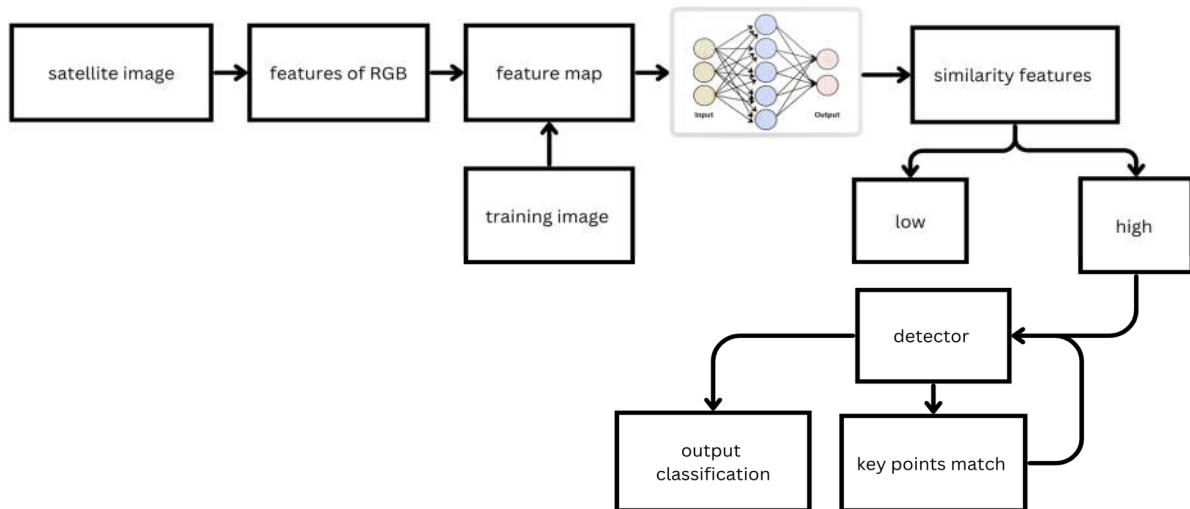 satellite image
features of RGB
feature map
Input
Output
similarity features
training image
low
high
detector
output
classification
key points match